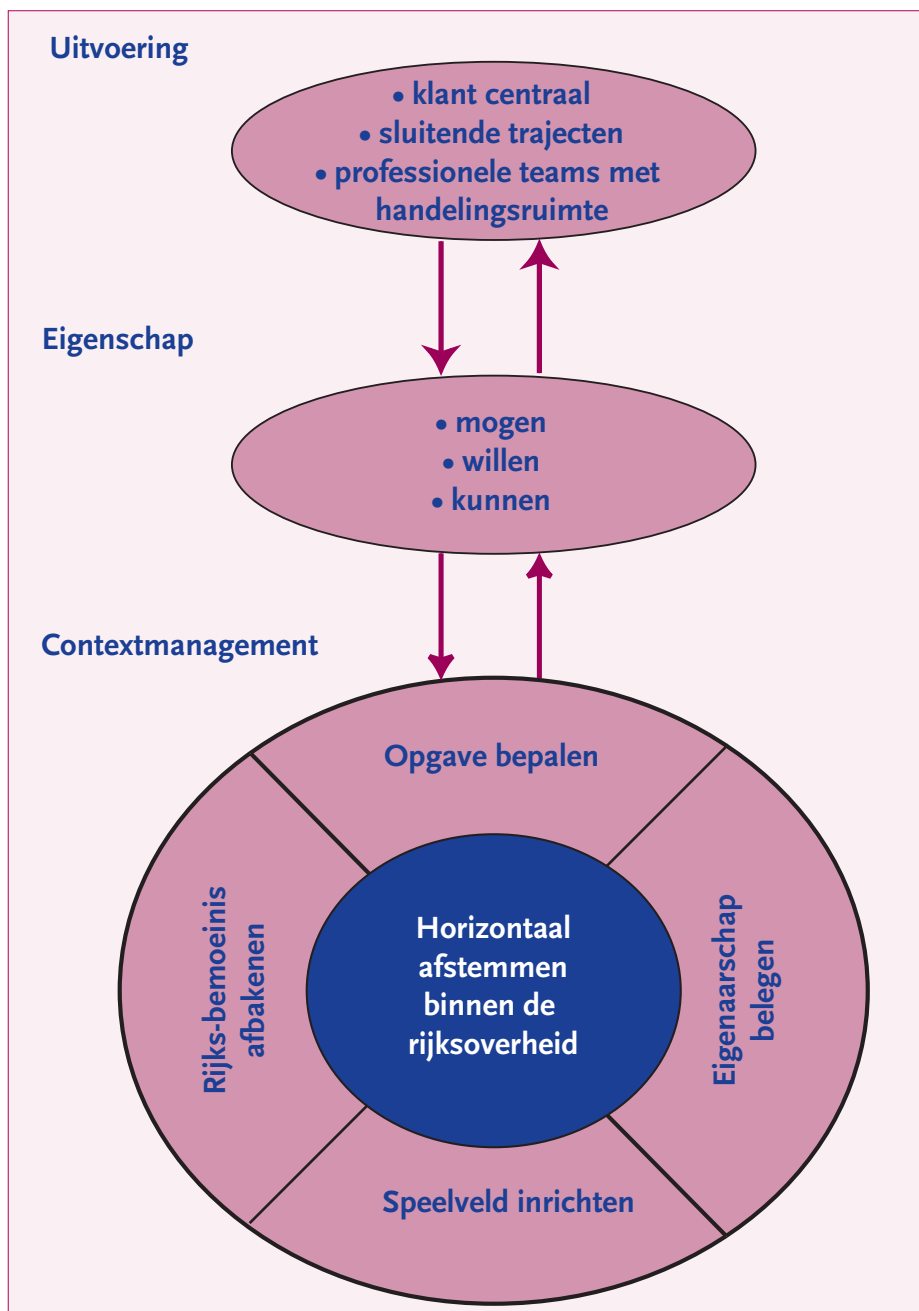 Uitvoering
• klant centraal
• sluitende trajecten
• professionele teams met
handelingsruimte
Eigenschap
• mogen
• willen
• kunnen
Contextmanagement
Opgave bepalen
Rijks-bemoeinis
afbakenen
Horizontaal
afstemmen
binnen de
rijksoverheid
Eigenaarschap
belegen
Speelveld inrichten